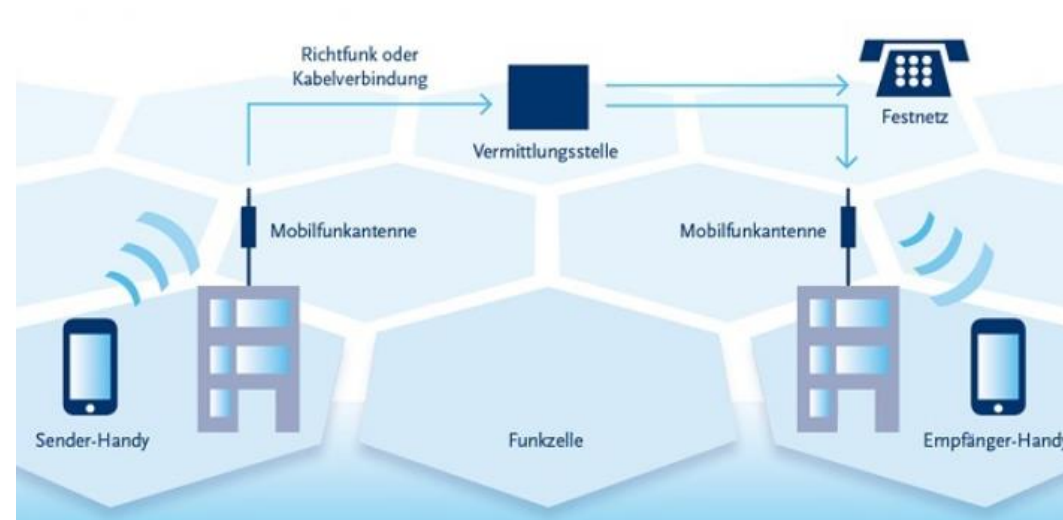 Richtfunk oder
Kabelverbindung
Vermittlungsstelle
Festnetz
Mobilfunkantenne
Mobilfunkantenne
Sender-Handy
Funkzelle
Empfänger-Handy